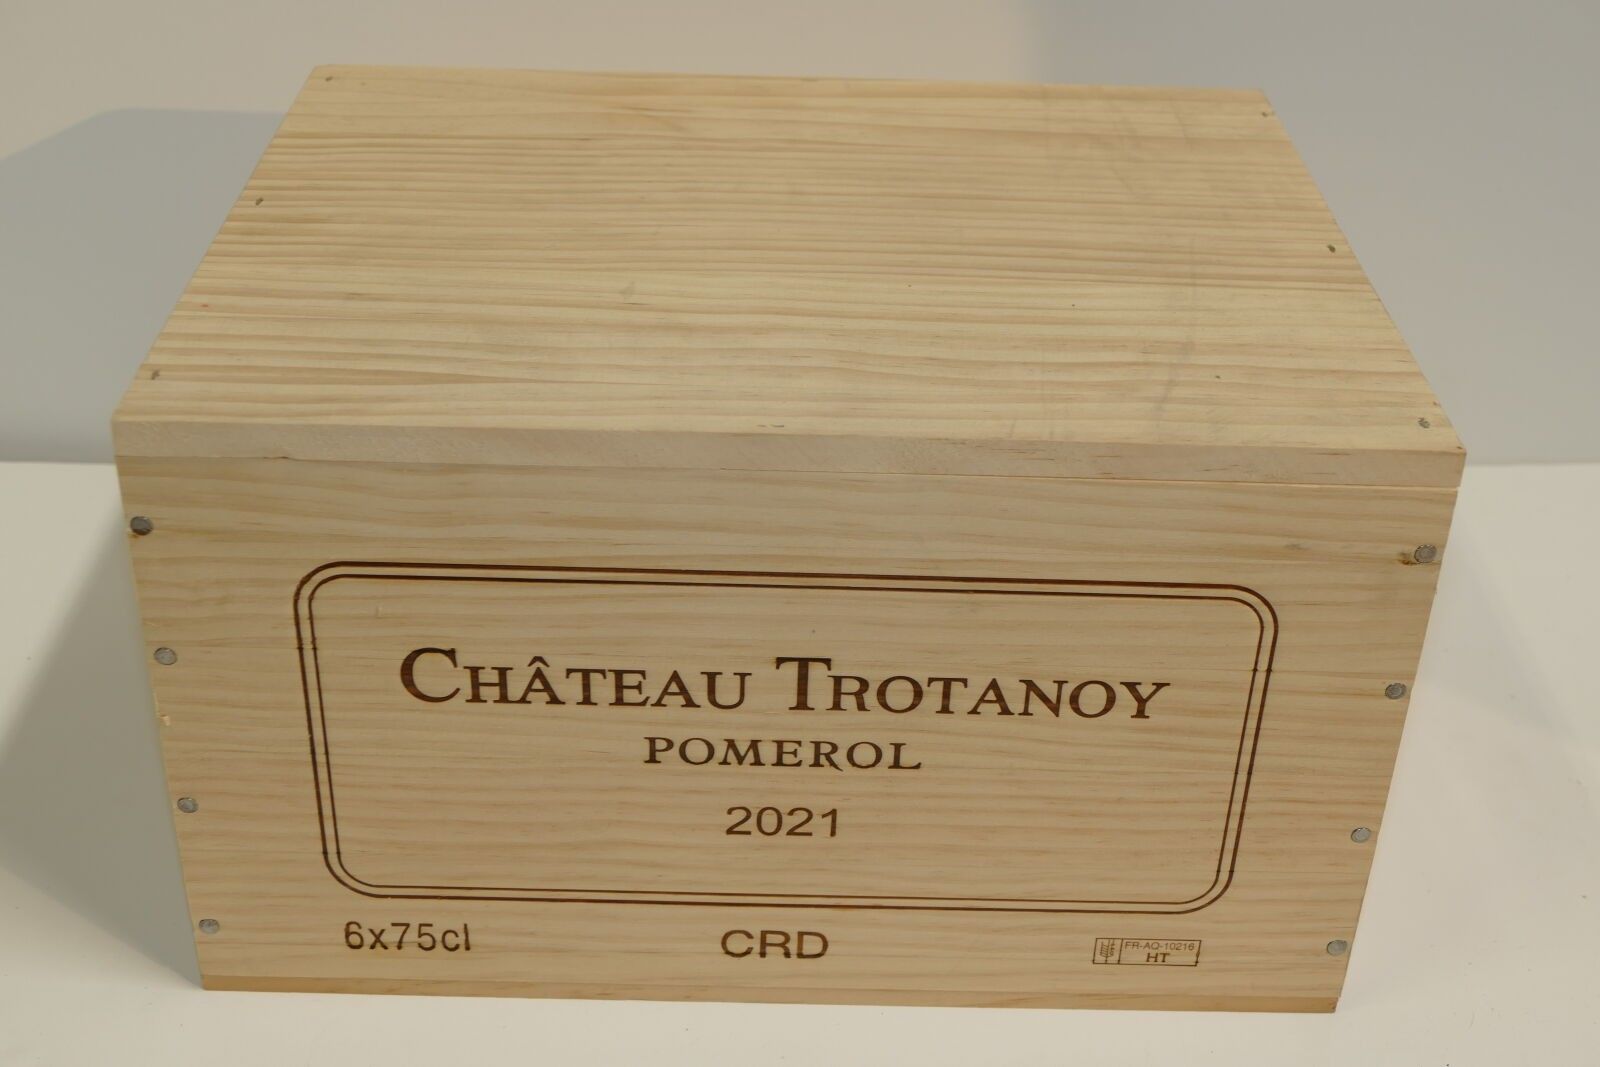 CHÂTEAU TROTANOY
POMEROL
2021
6x75cl CRD
FR-AQ-10216
HT